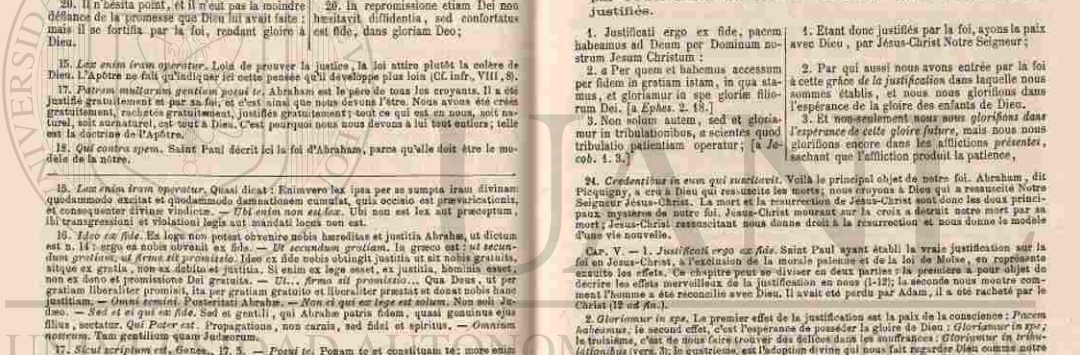 20. Il n'hésita point, et il n'eut pas la moindre
défiance de la promesse que Dieu lui avait faite ;
mais il se fortifia par la foi, rendant gloire à
Dieu.
20. In repromissione etiam Dei non
hæsitavit diffidentia, sed confortatus
est fide, dans gloriam Deo;
15. Lex enim iram operatur. Loin de prouver la justice, la loi attire plutôt la colère de
Dieu. L'Apôtre ne fait qu'indiquer ici cette pensée qu'il développe plus loin (Cf. infr., VIII, 8).
17. Patrem multarum gentium posui te. Abraham est le père de tous les croyants. Il a été
justifié gratuitement et par sa foi, et c'est ainsi que nous devons l'être. Nous avons été créés
gratuitement, rachetés gratuitement, justifiés gratuitement; tout ce qui est en nous, soit na-
turel, soit surnaturel, est tout à Dieu. C'est pourquoi nous nous devons à lui tout entiers; telle
est la doctrine de l'Apôtre.
18. Qui contra spem. Saint Paul décrit ici la foi d'Abraham, parce qu'elle doit être le mo-
dèle de la nôtre.
15. Lex enim iram operatur. Quasi dicat : Enimvero lex ipsa per se sumpta iram divinam
quodammodo excitat et quodammodo damnationem cumulat, quia occasio est prævaricationis,
et consequenter divinæ vindictæ. — Ubi enim non est lex. Ubi non est lex aut præceptum,
ibi transgressioni et violationi legis aut mandati locus non est.
16. Ideo ex fide. Ex lege non potest obvenire nobis hæreditas et justitia Abrahæ, ut dictum
est n. 14 : ergo ea nobis obvenit ex fide. — Ut secundum gratiam. In græco est : ut secun-
dum gratiam, ut firma sit promissio. Ideo ex fide nobis obtingit justitia ut sit nobis gratuita,
sitque ex gratia, non ex debito et justitia. Si enim ex lege esset, ex justitia, hominis esset,
non ex dono et promissione Dei gratuita. — Ut... firma sit promissio... Qua Deus, ut per
gratiam liberaliter promisit, ita per gratiam gratuito et liberaliter præstat et donat nobis hanc
justitiam. — Omni semini. Posteritati Abrahæ. — Non ei qui ex lege est solum. Non soli Ju-
dæo. — Sed et ei qui ex fide. Sed et gentili, qui Abrahæ patris fidem, quasi genuinus ejus
filius, sectatur. Qui Pater est. Propagatione, non carnis, sed fidei et spiritus. — Omnium
nostrum. Tam gentilium quam Judæorum.
17. Sicut scriptum est, Genes., 17. 5. — Posui te. Ponam te et constituam te: more enim
justifiés.
1. Justificati ergo ex fide, pacem
habeamus ad Deum per Dominum no-
strum Jesum Christum :
2. a Per quem et habemus accessum
per fidem in gratiam istam, in qua sta-
mus, et gloriamur in spe gloriæ filio-
rum Dei. [a Ephes. 2. 18.]
3. Non solum autem, sed et gloria-
mur in tribulationibus, a scientes quod
tribulatio patientiam operatur; [a Ja-
cob. 1. 3.]
1. Etant donc justifiés par la foi, ayons la paix
avec Dieu, par Jésus-Christ Notre Seigneur;
2. Par qui aussi nous avons entrée par la foi
à cette grâce de la justification dans laquelle nous
sommes établis, et nous nous glorifions dans
l'espérance de la gloire des enfants de Dieu.
3. Et non-seulement nous nous glorifions dans
l'espérance de cette gloire future, mais nous nous
glorifions encore dans les afflictions présentes,
sachant que l'affliction produit la patience,
24. Credentibus in eum qui suscitavit. Voilà le principal objet de notre foi. Abraham, dit
Picquigny, a cru à Dieu qui ressuscite les morts; nous croyons à Dieu qui a ressuscité Notre
Seigneur Jésus-Christ. La mort et la résurrection de Jésus-Christ sont donc les deux princi-
paux mystères de notre foi. Jésus-Christ mourant sur la croix a détruit notre mort par sa
mort; Jésus-Christ ressuscitant nous donne droit à la résurrection et nous donne le modèle
d'une vie nouvelle.
CAP. V. — 1. Justificati ergo ex fide. Saint Paul ayant établi la vraie justification sur la
foi en Jésus-Christ, à l'exclusion de la morale païenne et de la loi de Moïse, en représente
ensuite les effets. Ce chapitre peut se diviser en deux parties : la première a pour objet de
décrire les effets merveilleux de la justification en nous (1-12); la seconde nous montre com-
ment l'homme a été réconcilié avec Dieu. Il avait été perdu par Adam, il a été racheté par le
Christ (12 ad fin.).
2. Gloriamur in spe. Le premier effet de la justification est la paix de la conscience : Pacem
habeamus; le second effet, c'est l'espérance de posséder la gloire de Dieu : Gloriamur in spe;
le troisième, c'est de nous faire trouver des délices dans les souffrances : Gloriamur in tribu-
lationibus (vers. 3); le quatrième, est l'adoption divine qui nous fait regarder Dieu comme notre